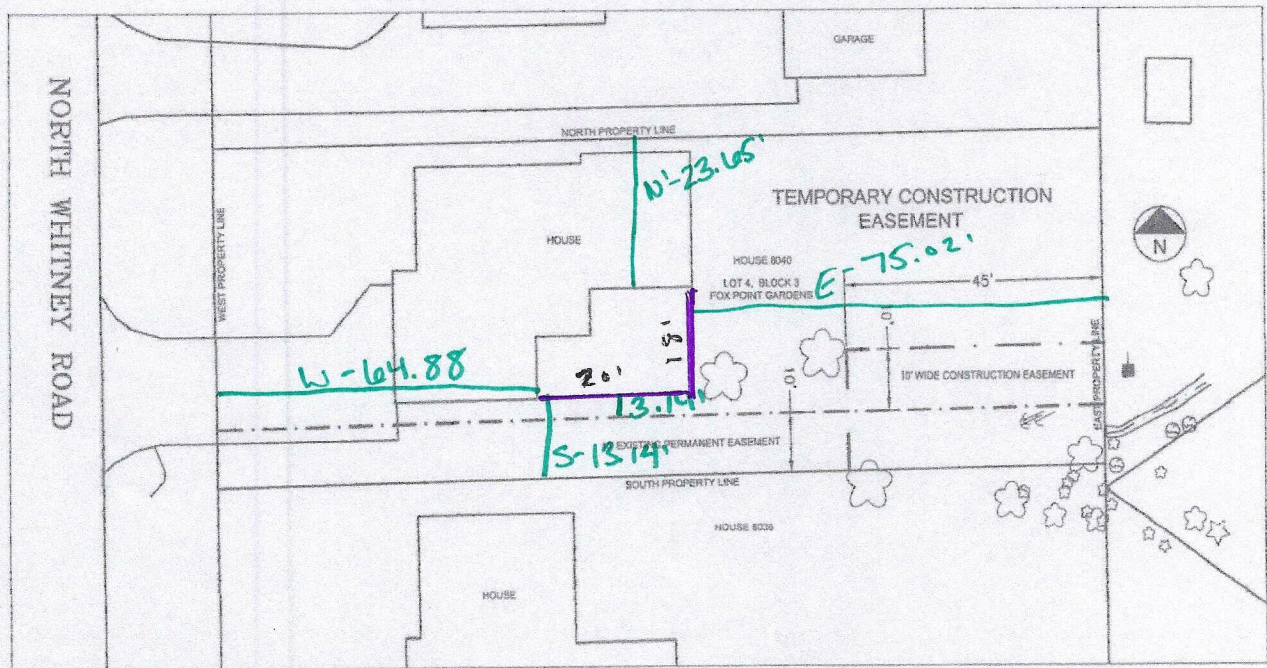 NORTH WHITNEY ROAD
GARAGE
NORTH PROPERTY LINE
WEST PROPERTY LINE
N'-23.65'
TEMPORARY CONSTRUCTION
EASEMENT
N
HOUSE
HOUSE 8040
LOT 4, BLOCK 3
FOX POINT GARDENS
E-75.02'
45'
18'
20'
W-64.88
10' WIDE CONSTRUCTION EASEMENT
EAST PROPERTY LINE
10'
13.14'
EXISTING PERMANENT EASEMENT
S-13.14'
SOUTH PROPERTY LINE
HOUSE 8036
HOUSE